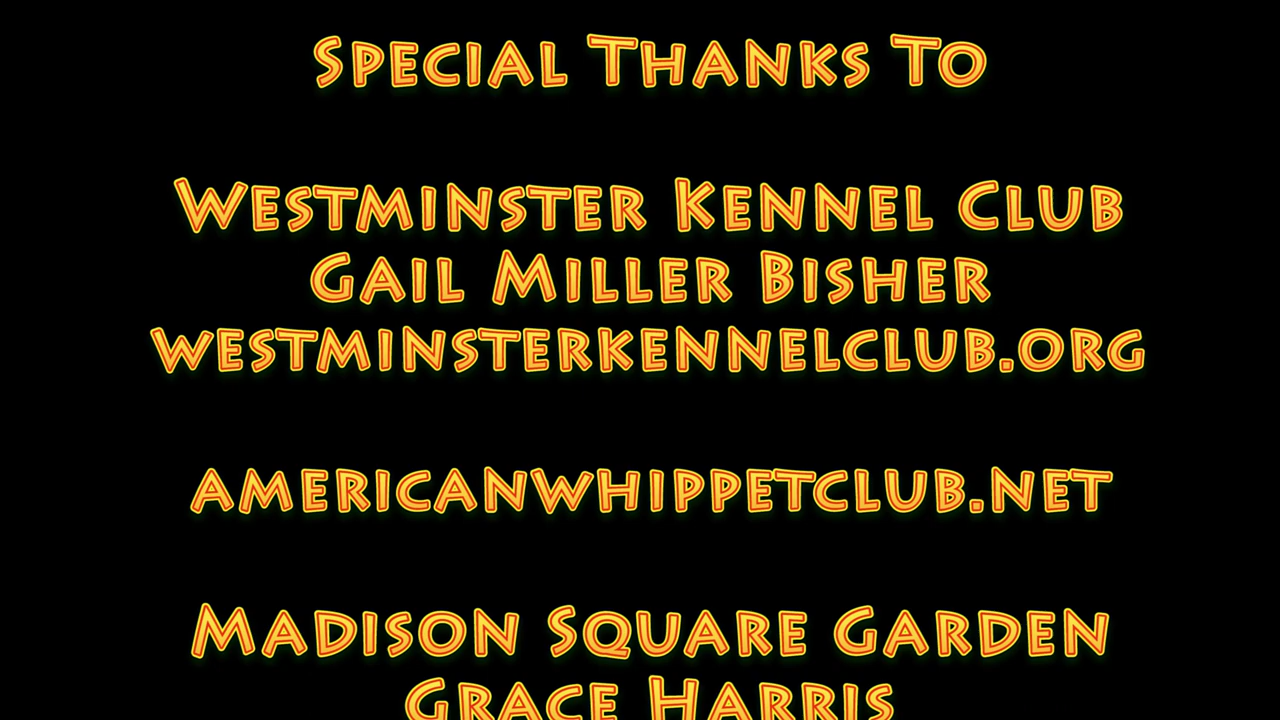 Special Thanks To
Westminster Kennel Club
Gail Miller Bisher
westminsterkennelclub.org
americanwhippetclub.net
Madison Square Garden
Grace Harris